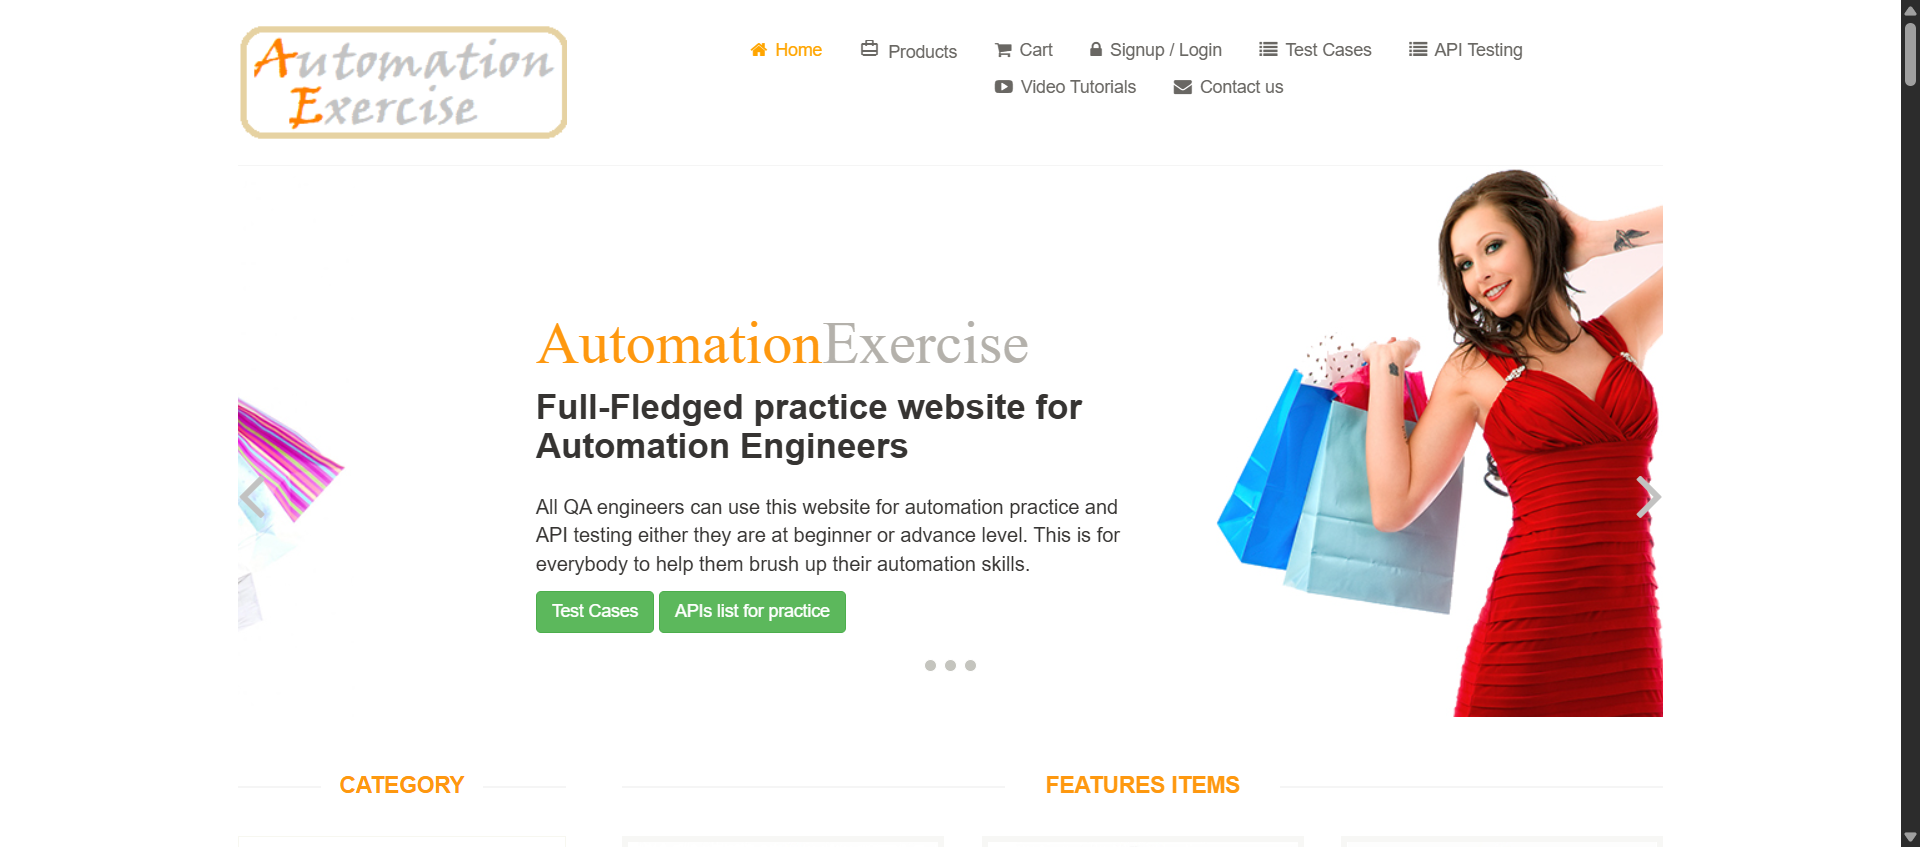 Automation
Exercise
Home Products Cart Signup / Login Test Cases API Testing
Video Tutorials Contact us
AutomationExercise
Full-Fledged practice website for
Automation Engineers
All QA engineers can use this website for automation practice and
API testing either they are at beginner or advance level. This is for
everybody to help them brush up their automation skills.
Test Cases APIs list for practice
CATEGORY FEATURES ITEMS